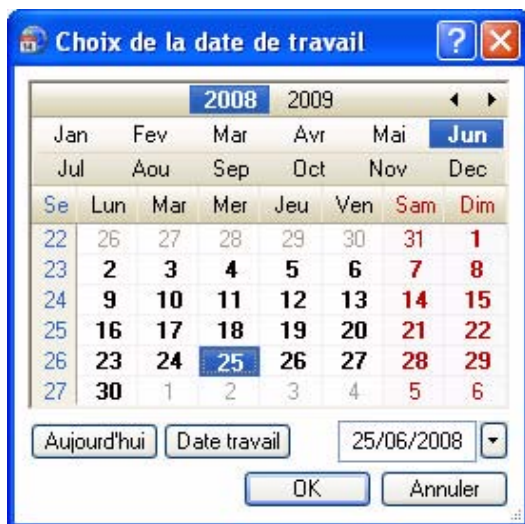 Choix de la date de travail
2008 2009
Jan Fev Mar Avr Mai Jun
Jul Aou Sep Oct Nov Dec
Se Lun Mar Mer Jeu Ven Sam Dim
22 26 27 28 29 30 31 1
23 2 3 4 5 6 7 8
24 9 10 11 12 13 14 15
25 16 17 18 19 20 21 22
26 23 24 25 26 27 28 29
27 30 1 2 3 4 5 6
Aujourd'hui Date travail 25/06/2008
OK Annuler